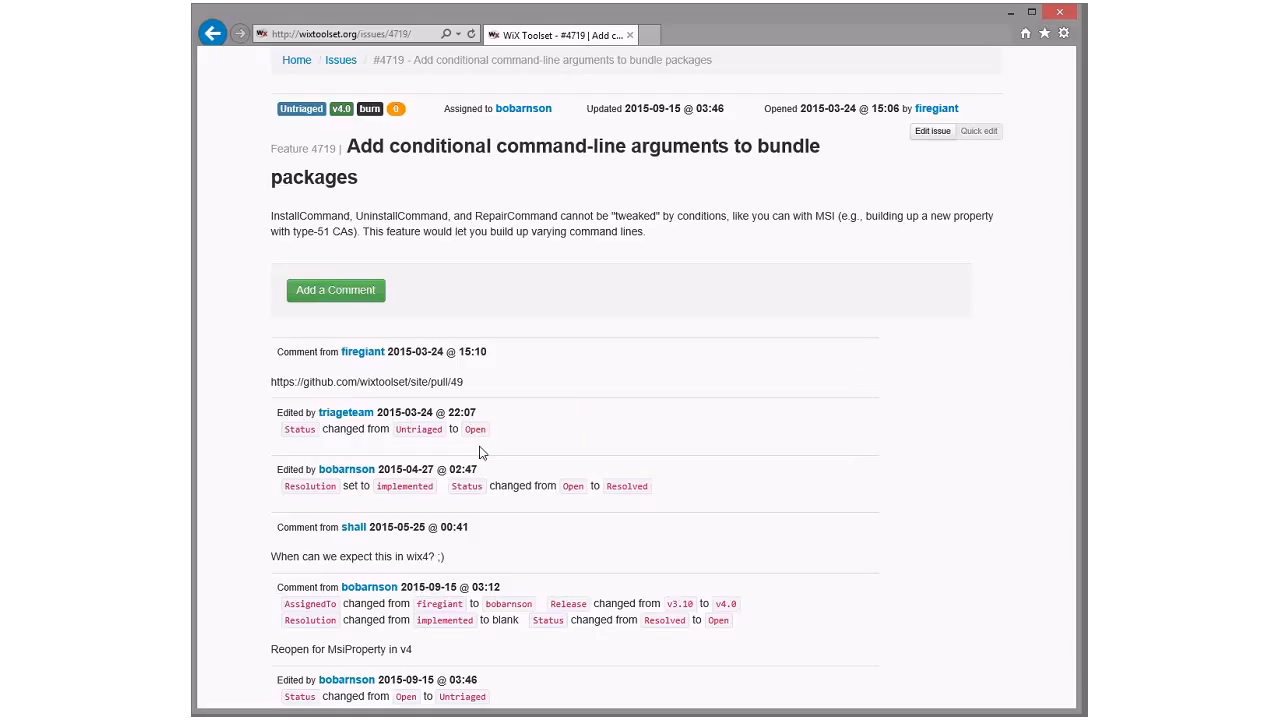 http://wixtoolset.org/issues/4719/
WiX Toolset - #4719 | Add c...
Home / Issues / #4719 - Add conditional command-line arguments to bundle packages
Untriaged v4.0 burn 0 Assigned to bobarnson Updated 2015-09-15 @ 03:46 Opened 2015-03-24 @ 15:06 by firegiant
Edit issue Quick edit
Feature 4719 | Add conditional command-line arguments to bundle
packages
InstallCommand, UninstallCommand, and RepairCommand cannot be "tweaked" by conditions, like you can with MSI (e.g., building up a new property
with type-51 CAs). This feature would let you build up varying command lines.
Add a Comment
Comment from firegiant 2015-03-24 @ 15:10
https://github.com/wixtoolset/site/pull/49
Edited by triageteam 2015-03-24 @ 22:07
Status changed from Untriaged to Open
Edited by bobarnson 2015-04-27 @ 02:47
Resolution set to implemented Status changed from Open to Resolved
Comment from shall 2015-05-25 @ 00:41
When can we expect this in wix4? ;)
Comment from bobarnson 2015-09-15 @ 03:12
AssignedTo changed from firegiant to bobarnson Release changed from v3.10 to v4.0
Resolution changed from implemented to blank Status changed from Resolved to Open
Reopen for MsiProperty in v4
Edited by bobarnson 2015-09-15 @ 03:46
Status changed from Open to Untriaged